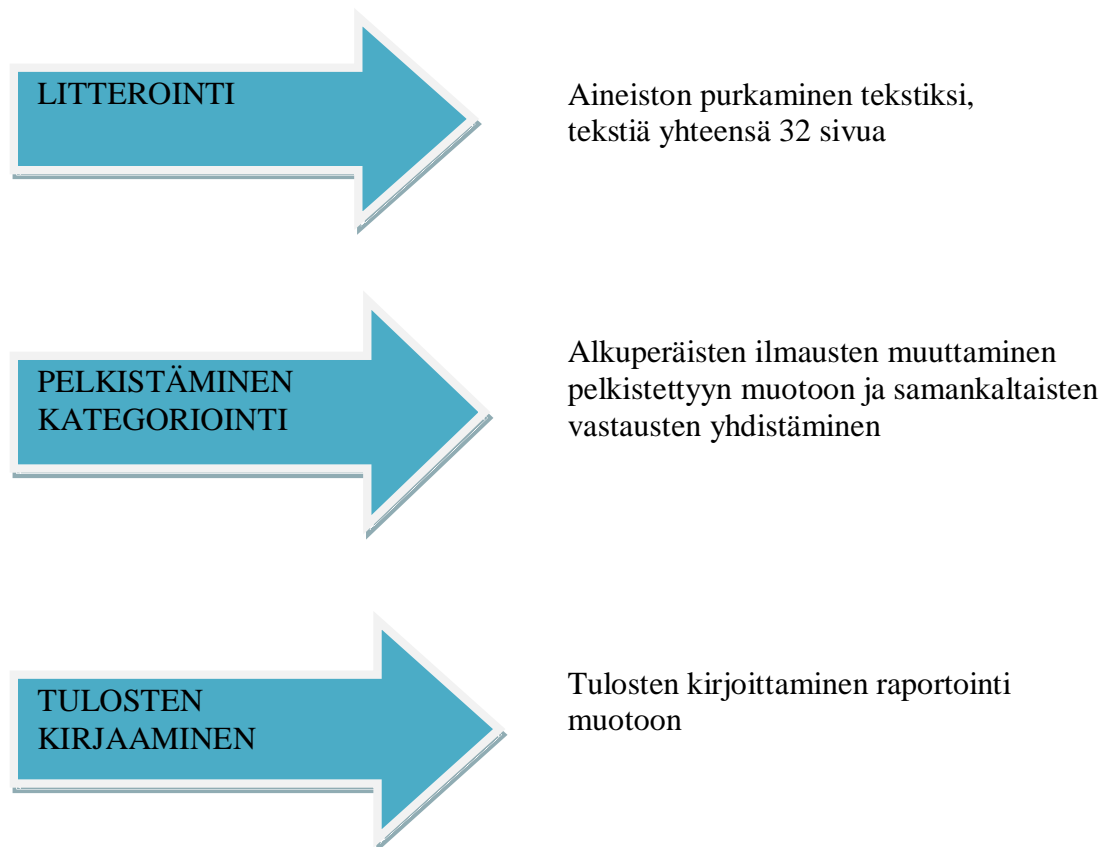 LITTEROINTI
Aineiston purkaminen tekstiksi,
tekstiä yhteensä 32 sivua
PELKISTÄMINEN
KATEGORIOINTI
Alkuperäisten ilmausten muuttaminen
pelkistettyyn muotoon ja samankaltaisten
vastausten yhdistäminen
TULOSTEN
KIRJAAMINEN
Tulosten kirjoittaminen raportointi
muotoon